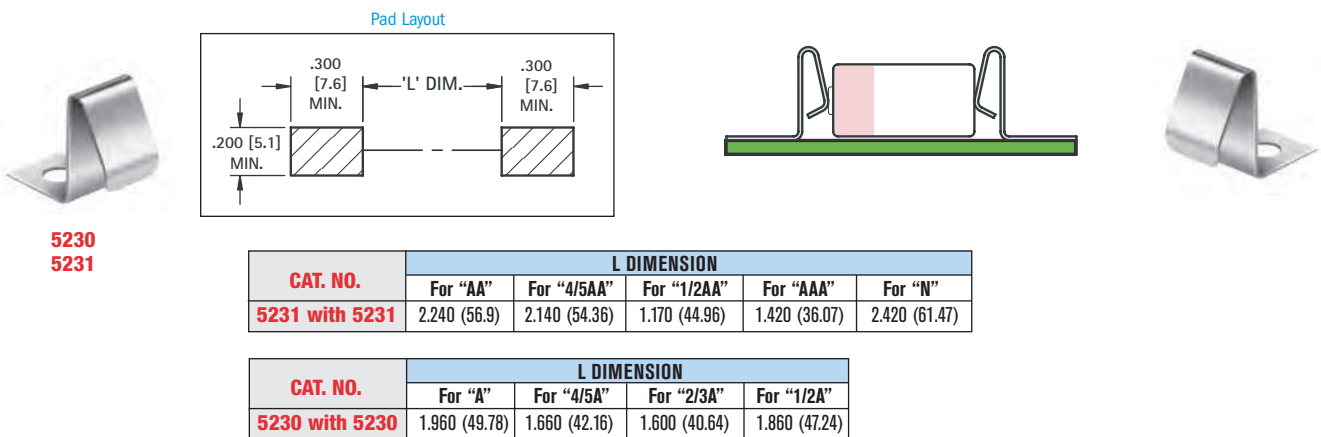 Pad Layout
.300
[7.6]
MIN.
'L' DIM.
.300
[7.6]
MIN.
.200 [5.1]
MIN.
5230
5231
CAT. NO. L DIMENSION
For “AA” For “4/5AA” For “1/2AA” For “AAA” For “N”
5231 with 5231 2.240 (56.9) 2.140 (54.36) 1.170 (44.96) 1.420 (36.07) 2.420 (61.47)
CAT. NO. L DIMENSION
For “A” For “4/5A” For “2/3A” For “1/2A”
5230 with 5230 1.960 (49.78) 1.660 (42.16) 1.600 (40.64) 1.860 (47.24)